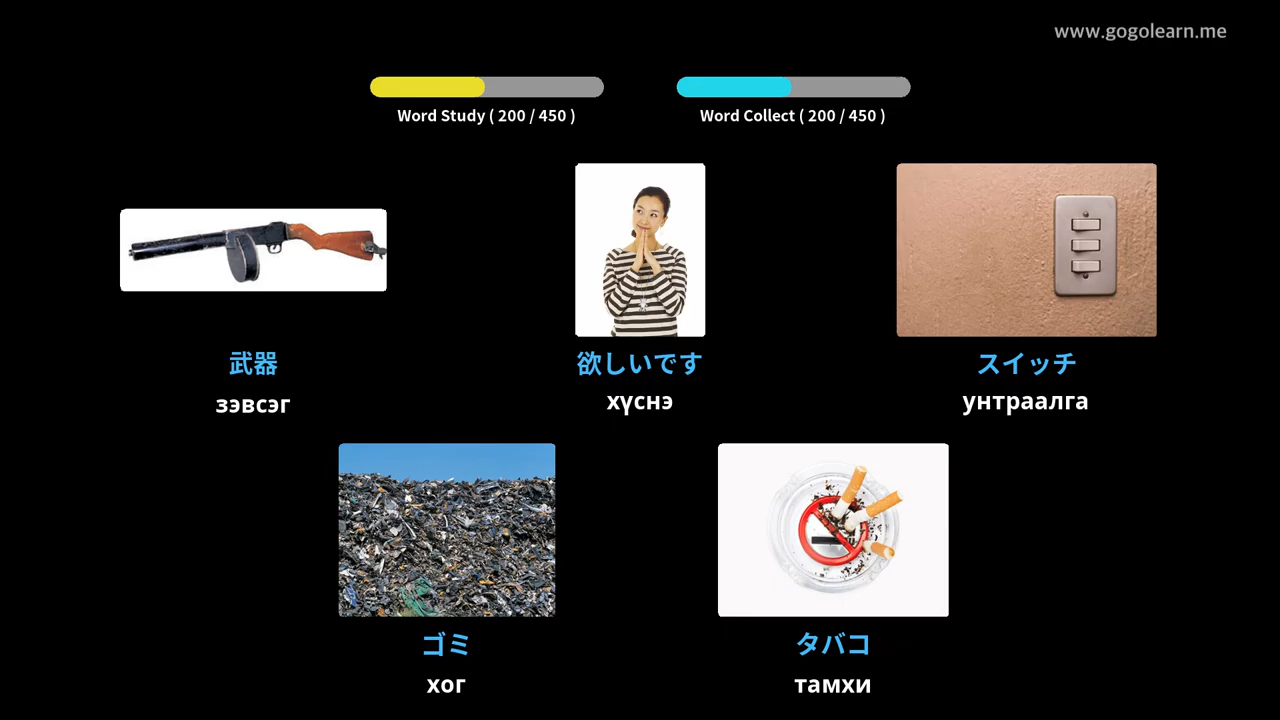 www.gogolearn.me
Word Study ( 200 / 450 )
Word Collect ( 200 / 450 )
武器
зэвсэг
欲しいです
хүснэ
スイッチ
унтраалга
ゴミ
хог
タバコ
тамхи